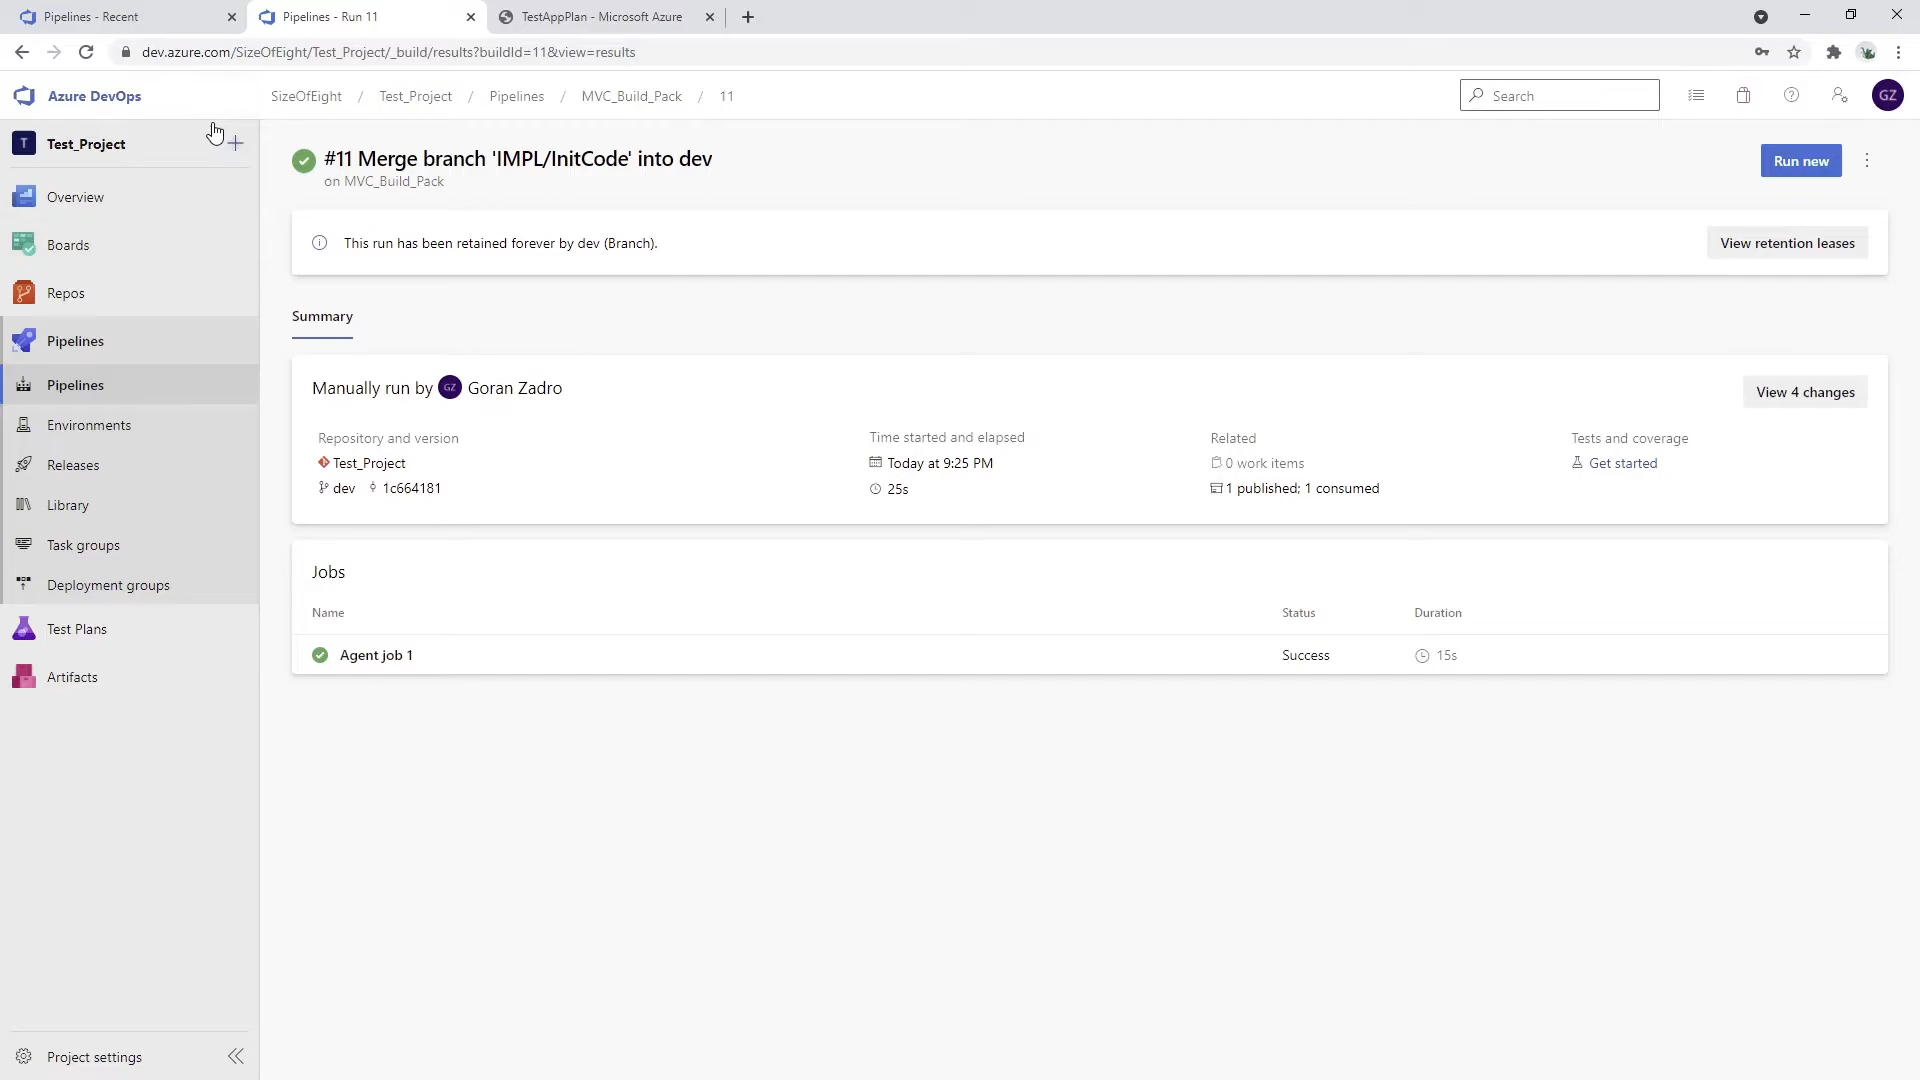 Pipelines - Recent
Pipelines - Run 11
TestAppPlan - Microsoft Azure
dev.azure.com/SizeOfEight/Test_Project/_build/results?buildId=11&view=results
Azure DevOps
SizeOfEight / Test_Project / Pipelines / MVC_Build_Pack / 11
Search
GZ
T Test_Project
Overview
Boards
Repos
Pipelines
Pipelines
Environments
Releases
Library
Task groups
Deployment groups
Test Plans
Artifacts
Project settings
#11 Merge branch 'IMPL/InitCode' into dev
on MVC_Build_Pack
Run new
This run has been retained forever by dev (Branch).
View retention leases
Summary
Manually run by GZ Goran Zadro
View 4 changes
Repository and version
Test_Project
dev 1c664181
Time started and elapsed
Today at 9:25 PM
25s
Related
0 work items
1 published; 1 consumed
Tests and coverage
Get started
Jobs
Name Status Duration
Agent job 1 Success 15s